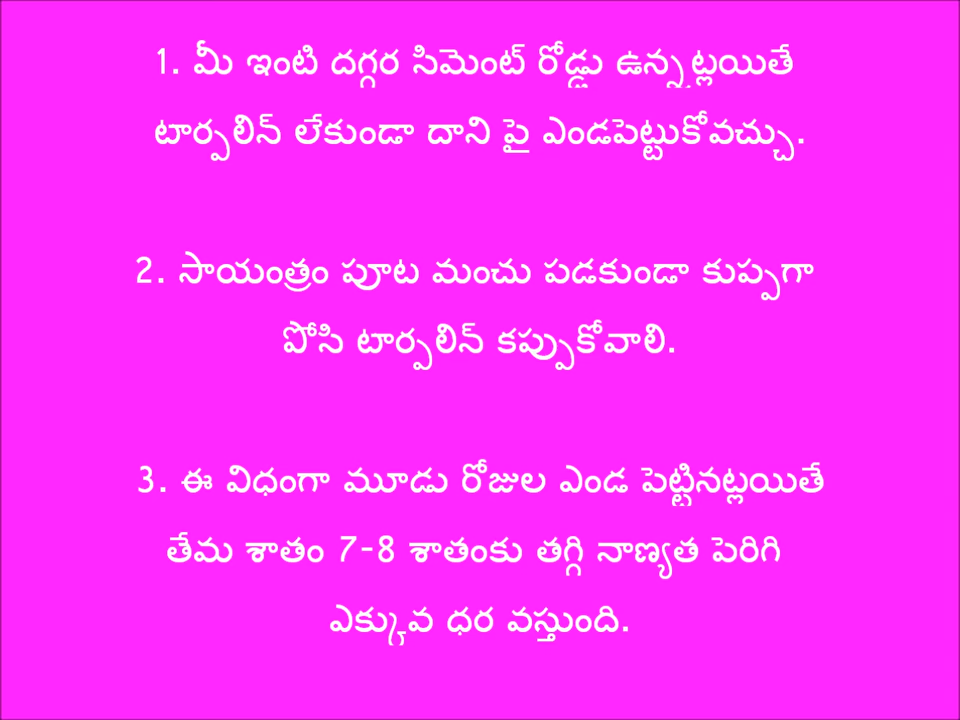 1. మీ ఇంటి దగ్గర సిమెంట్ రోడ్డు ఉన్నట్లయితే
టార్పలిన్ లేకుండా దాని పై ఎండపెట్టుకోవచ్చు.
2. సాయంత్రం పూట మంచు పడకుండా కుప్పగా
పోసి టార్పలిన్ కప్పుకోవాలి.
3. ఈ విధంగా మూడు రోజుల ఎండ పెట్టినట్లయితే
తేమ శాతం 7-8 శాతంకు తగ్గి నాణ్యత పెరిగి
ఎక్కువ ధర వస్తుంది.